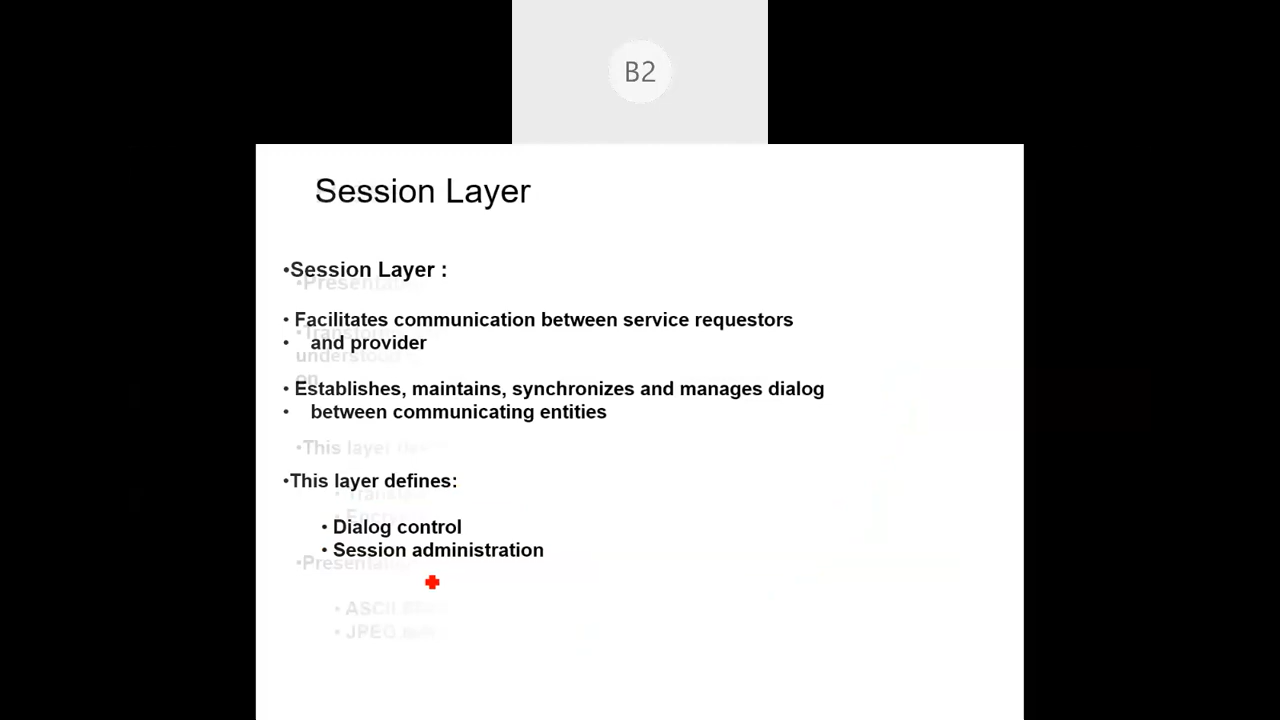 B2
Session Layer
•Session Layer :
• Facilitates communication between service requestors
• and provider
• Establishes, maintains, synchronizes and manages dialog
• between communicating entities
•This layer defines:
• Dialog control
• Session administration